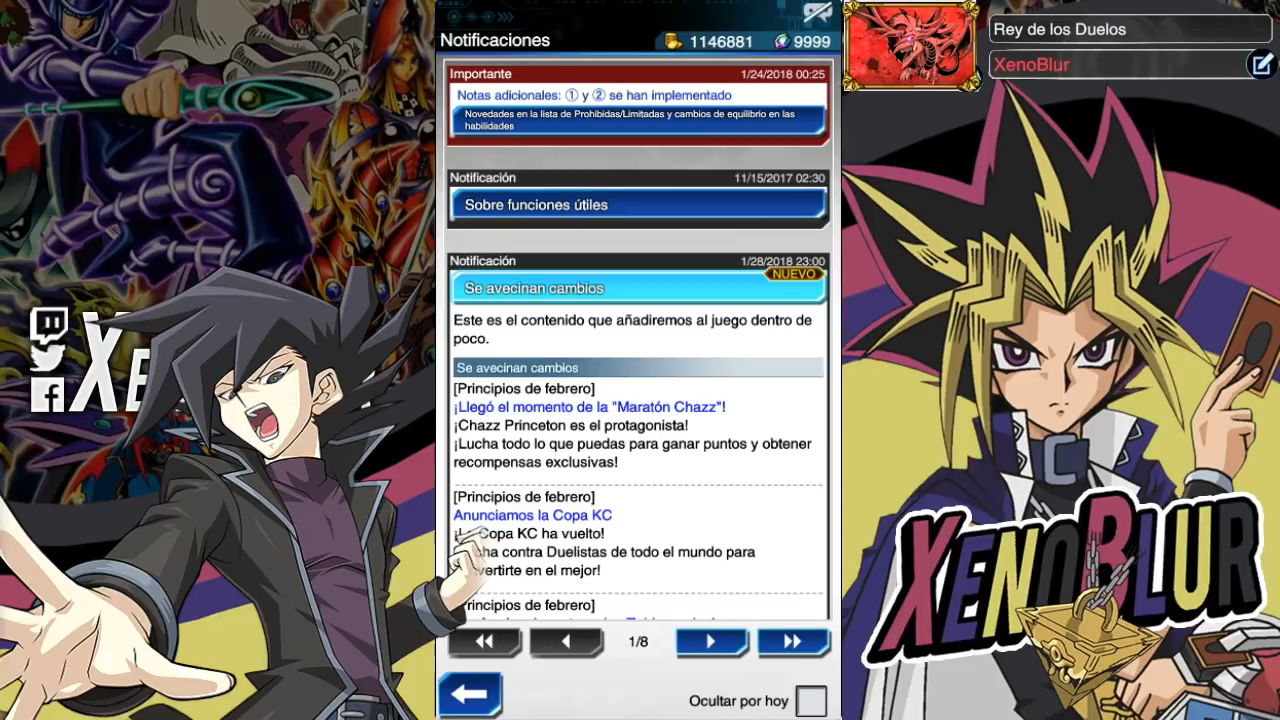 Notificaciones
1146881
9999
Importante
1/24/2018 00:25
Notas adicionales: ① y ② se han implementado
Novedades en la lista de Prohibidas/Limitadas y cambios de equilibrio en las
habilidades
Notificación
11/15/2017 02:30
Sobre funciones útiles
Notificación
1/28/2018 23:00
NUEVO
Se avecinan cambios
Este es el contenido que añadiremos al juego dentro de
poco.
Se avecinan cambios
[Principios de febrero]
¡Llegó el momento de la "Maratón Chazz"!
¡Chazz Princeton es el protagonista!
¡Lucha todo lo que puedas para ganar puntos y obtener
recompensas exclusivas!
[Principios de febrero]
Anunciamos la Copa KC
Copa KC ha vuelto!
contra Duelistas de todo el mundo para
en el mejor!
de febrero]
1/8
Ocultar por hoy
Rey de los Duelos
XenoBlur
XENOBLUR